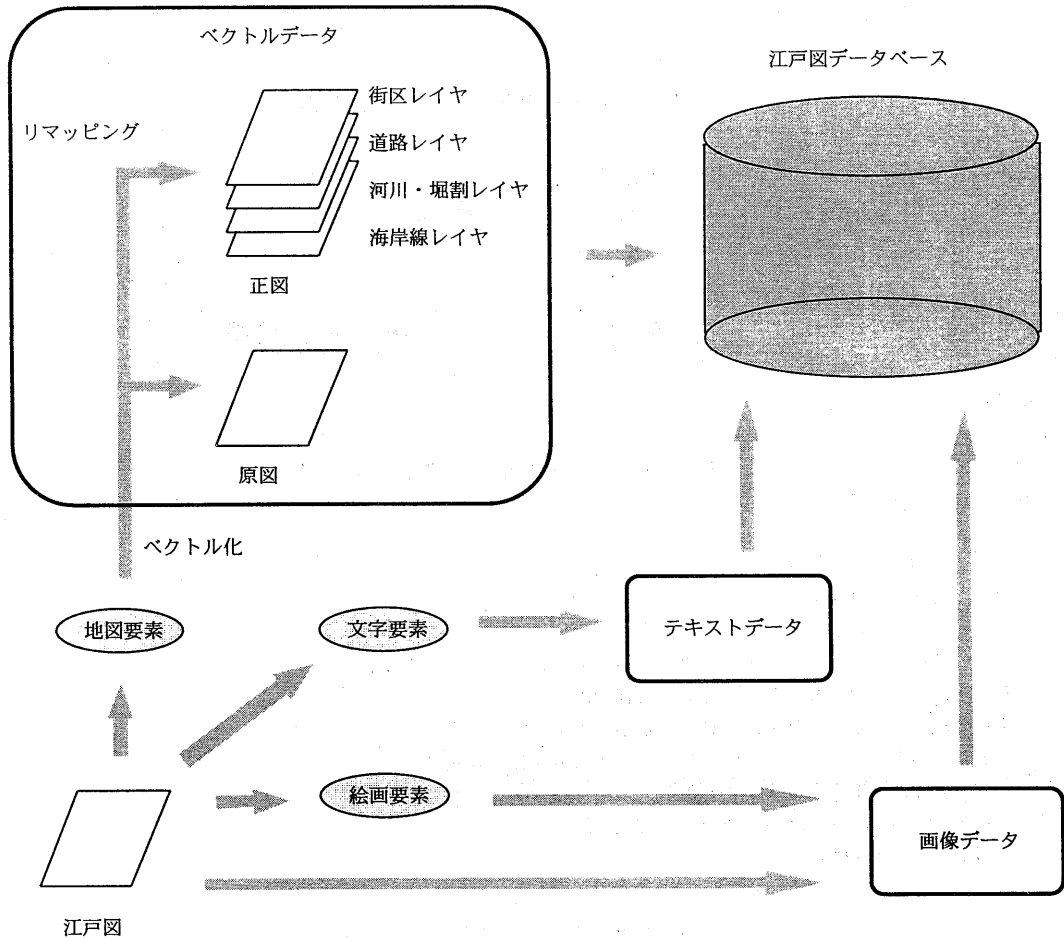 ベクトルデータ
江戸図データベース
街区レイヤ
リマッピング
道路レイヤ
河川・堀割レイヤ
海岸線レイヤ
正図
原図
ベクトル化
地図要素
文字要素
テキストデータ
絵画要素
画像データ
江戸図